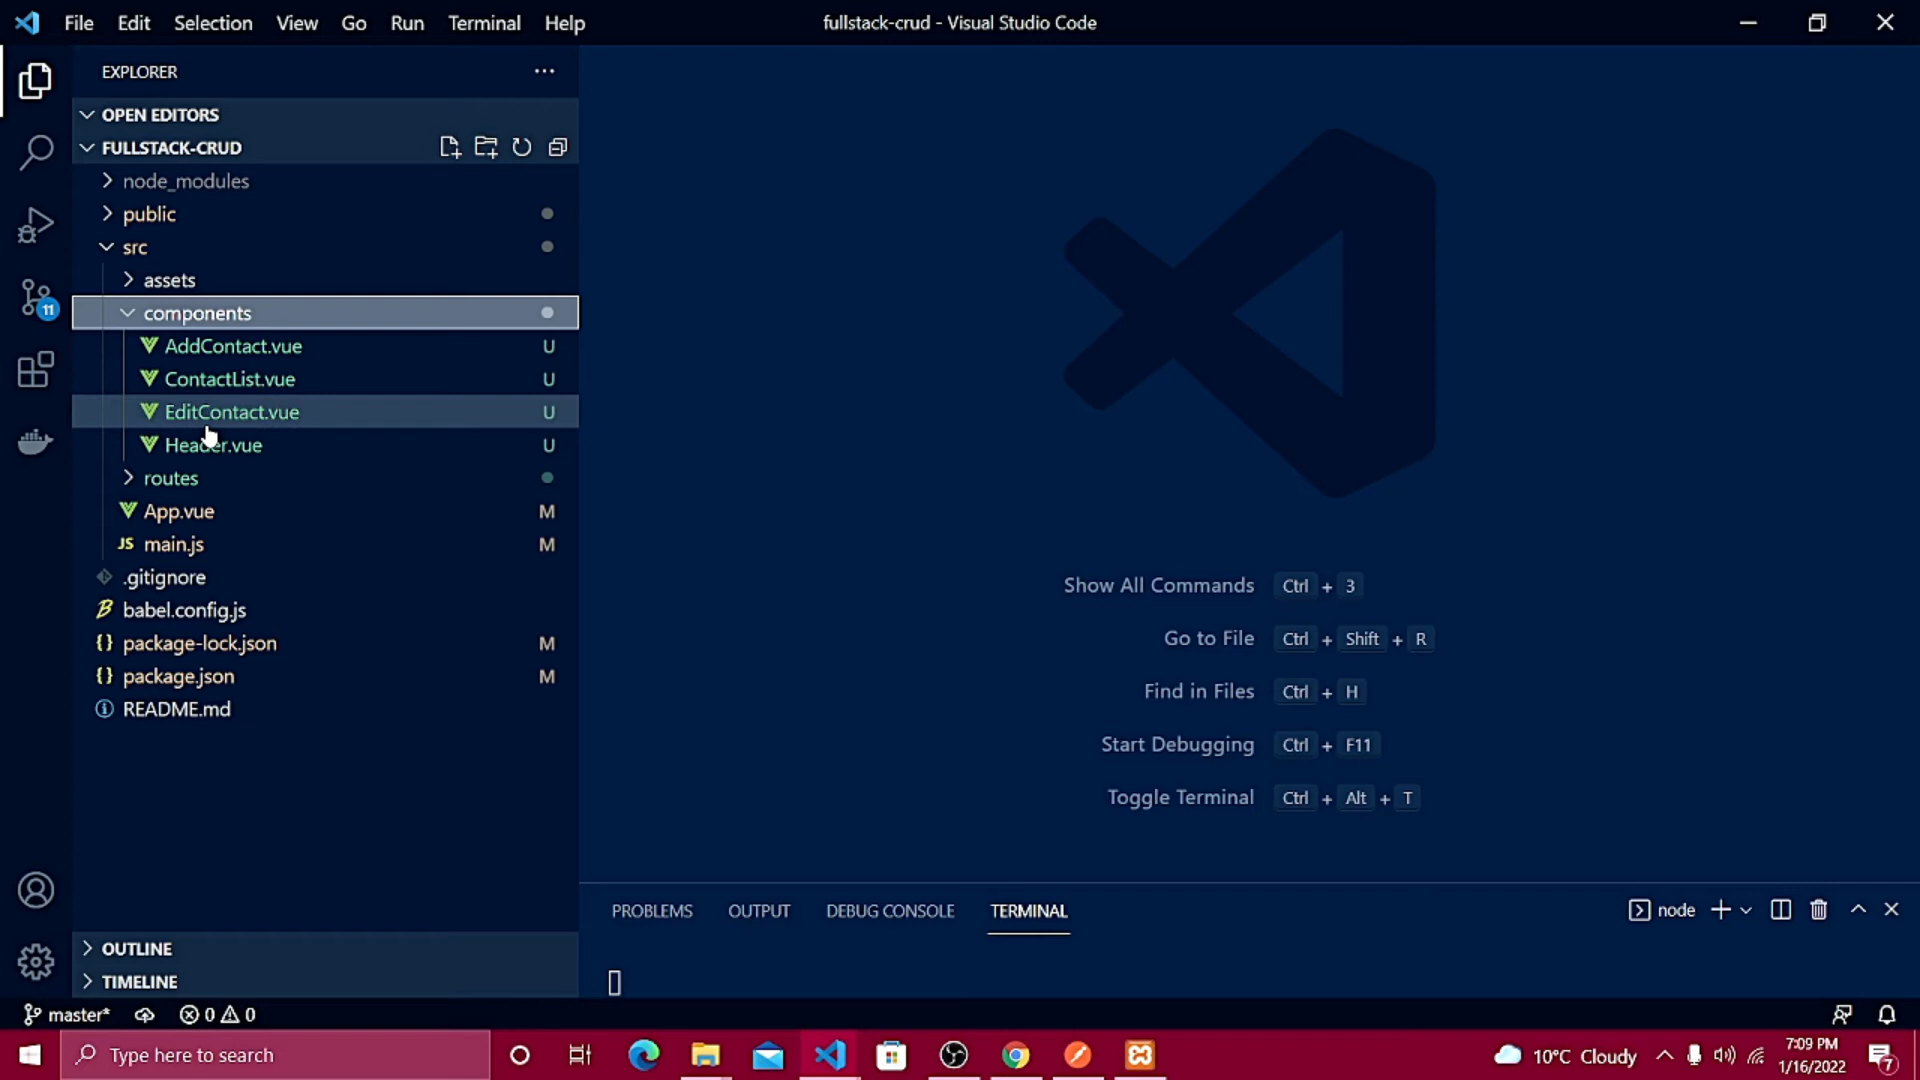 File Edit Selection View Go Run Terminal Help
fullstack-crud - Visual Studio Code
EXPLORER
OPEN EDITORS
FULLSTACK-CRUD
node_modules
public
src
assets
components
AddContact.vue U
ContactList.vue U
EditContact.vue U
Header.vue U
routes
App.vue M
JS main.js M
.gitignore
babel.config.js
{} package-lock.json M
{} package.json M
README.md
11
Show All Commands Ctrl + 3
Go to File Ctrl + Shift + R
Find in Files Ctrl + H
Start Debugging Ctrl + F11
Toggle Terminal Ctrl + Alt + T
PROBLEMS OUTPUT DEBUG CONSOLE TERMINAL
node
OUTLINE
TIMELINE
master* 0 0
Type here to search
10°C Cloudy
7:09 PM
1/16/2022
7